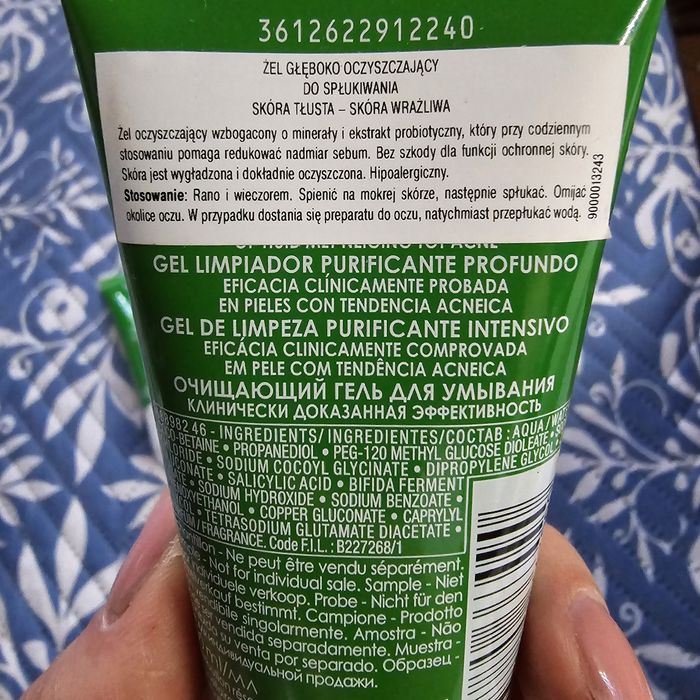 3612622912240
ŻEL GŁĘBOKO OCZYSZCZAJĄCY
DO SPŁUKIWANIA
SKÓRA TŁUSTA – SKÓRA WRAŻLIWA
Żel oczyszczający wzbogacony o minerały i ekstrakt probiotyczny, który przy codziennym
stosowaniu pomaga redukować nadmiar sebum. Bez szkody dla funkcji ochronnej skóry.
Skóra jest wygładzona i dokładnie oczyszczona. Hipoalergiczny.
Stosowanie: Rano i wieczorem. Spienić na mokrej skórze, następnie spłukać. Omijać
okolice oczu. W przypadku dostania się preparatu do oczu, natychmiast przepłukać wodą.
9000013243
GEL LIMPIADOR PURIFICANTE PROFUNDO
EFICACIA CLÍNICAMENTE PROBADA
EN PIELES CON TENDENCIA ACNEICA
GEL DE LIMPEZA PURIFICANTE INTENSIVO
EFICÁCIA CLINICAMENTE COMPROVADA
EM PELE COM TENDÊNCIA ACNEICA
ОЧИЩАЮЩИЙ ГЕЛЬ ДЛЯ УМЫВАНИЯ
КЛИНИЧЕСКИ ДОКАЗАННАЯ ЭФФЕКТИВНОСТЬ
46 - INGREDIENTS/ INGREDIENTES/СОСТАВ : AQUA/
BETAINE • PROPANEDIOL • PEG-120 METHYL GLUCOSE DIOLEATE •
• SODIUM COCOYL GLYCINATE • DIPROPYLENE GLYCOL
• SALICYLIC ACID • BIFIDA FERMENT
• SODIUM HYDROXIDE • SODIUM BENZOATE •
• COPPER GLUCONATE • CAPRYLYL
• TETRASODIUM GLUTAMATE DIACETATE •
/FRAGRANCE. Code F.I.L. : B227268/1
- Ne peut être vendu séparément.
Not for individual sale. Sample - Niet
verkoop. Probe - Nicht für den
bestimmt. Campione - Prodotto
singolarmente. Amostra - Não
vendida separadamente. Muestra -
venta por separado. Образец -
индивидуальной продажи.